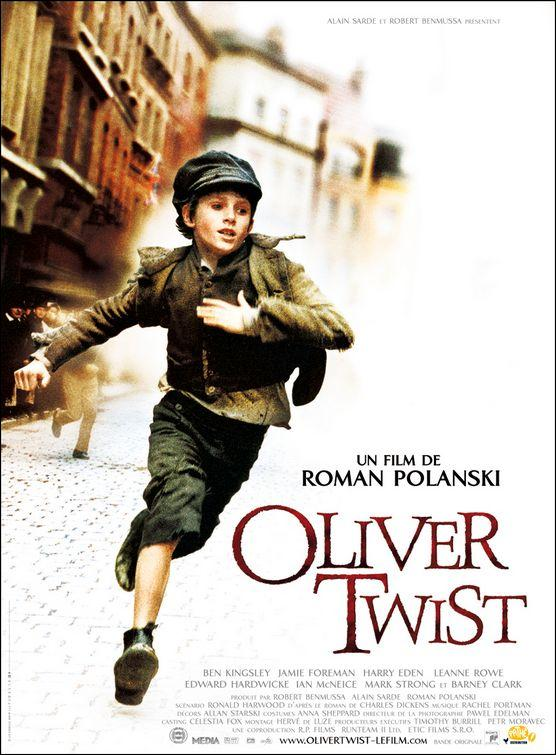 ALAIN SARDE ET ROBERT BENMUSSA PRÉSENTENT
UN FILM DE
ROMAN POLANSKI
OLIVER
TWIST
BEN KINGSLEY JAMIE FOREMAN HARRY EDEN LEANNE ROWE
EDWARD HARDWICKE IAN McNEICE MARK STRONG ET BARNEY CLARK
PRODUIT PAR ROBERT BENMUSSA ALAIN SARDE ROMAN POLANSKI
SCÉNARIO RONALD HARWOOD D'APRÈS LE ROMAN DE CHARLES DICKENS MUSIQUE RACHEL PORTMAN
DÉCORS ALLAN STARSKI COSTUMES ANNA SHEPPARD DIRECTEUR DE LA PHOTOGRAPHIE PAWEL EDELMAN
CASTING CELESTIA FOX MONTAGE HERVÉ DE LUZE PRODUCTEURS EXÉCUTIFS TIMOTHY BURRILL PETR MORAVEC
UNE COPRODUCTION R.P. FILMS RUNTEAM II LTD. ETIC FILMS S.R.O.
MEDIA WWW.OLIVERTWIST-LEFILM.COM BANDE ORIGINALE